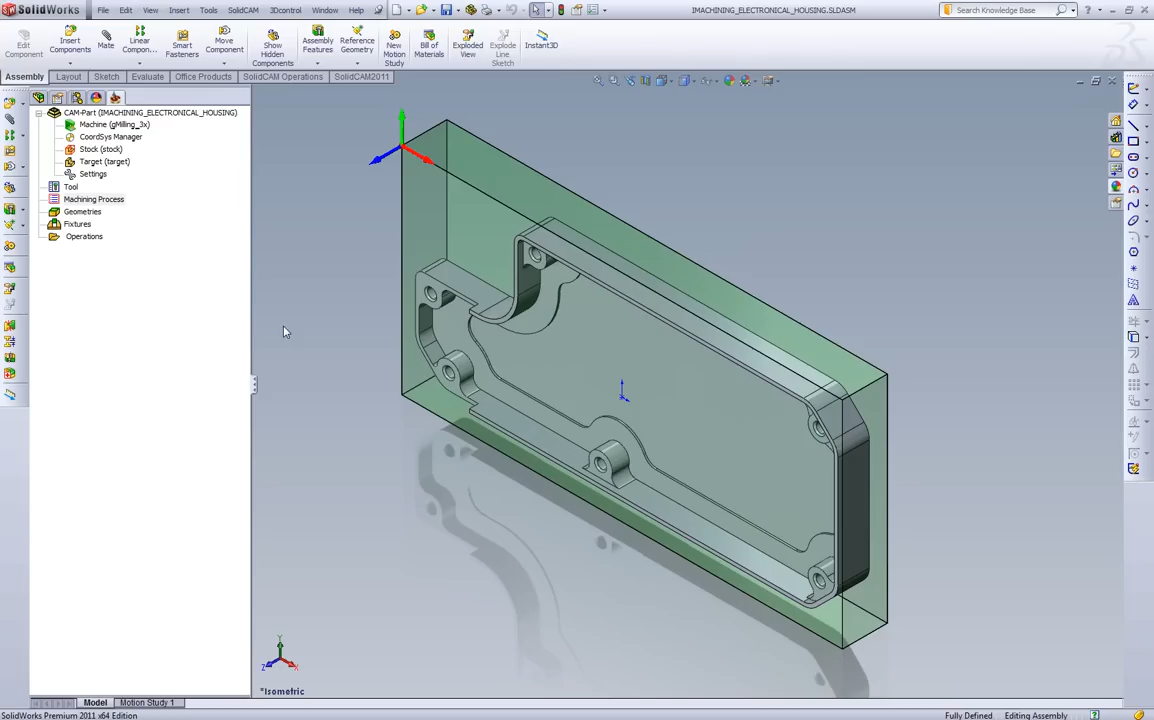 SolidWorks File Edit View Insert Tools SolidCAM 3Dcontrol Window Help IMACHINING_ELECTRONICAL_HOUSING.SLDASM Search Knowledge Base
Edit Component
Insert Components
Mate
Linear Compon...
Smart Fasteners
Move Component
Show Hidden Components
Assembly Features
Reference Geometry
New Motion Study
Bill of Materials
Exploded View
Explode Line Sketch
Instant3D
Assembly Layout Sketch Evaluate Office Products SolidCAM Operations SolidCAM2011
CAM-Part (IMACHINING_ELECTRONICAL_HOUSING)
Machine (gMilling_3x)
CoordSys Manager
Stock (stock)
Target (target)
Settings
Tool
Machining Process
Geometries
Fixtures
Operations
Y
Z X
*Isometric
Model Motion Study 1
SolidWorks Premium 2011 x64 Edition Fully Defined Editing Assembly